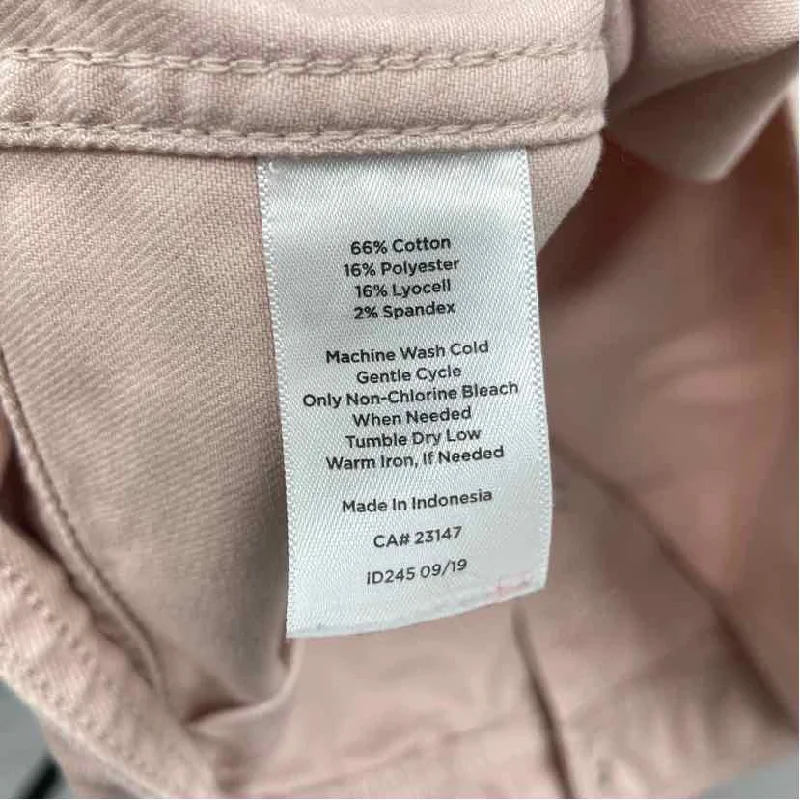 66% Cotton
16% Polyester
16% Lyocell
2% Spandex
Machine Wash Cold
Gentle Cycle
Only Non-Chlorine Bleach
When Needed
Tumble Dry Low
Warm Iron, If Needed
Made In Indonesia
CA# 23147
ID245 09/19